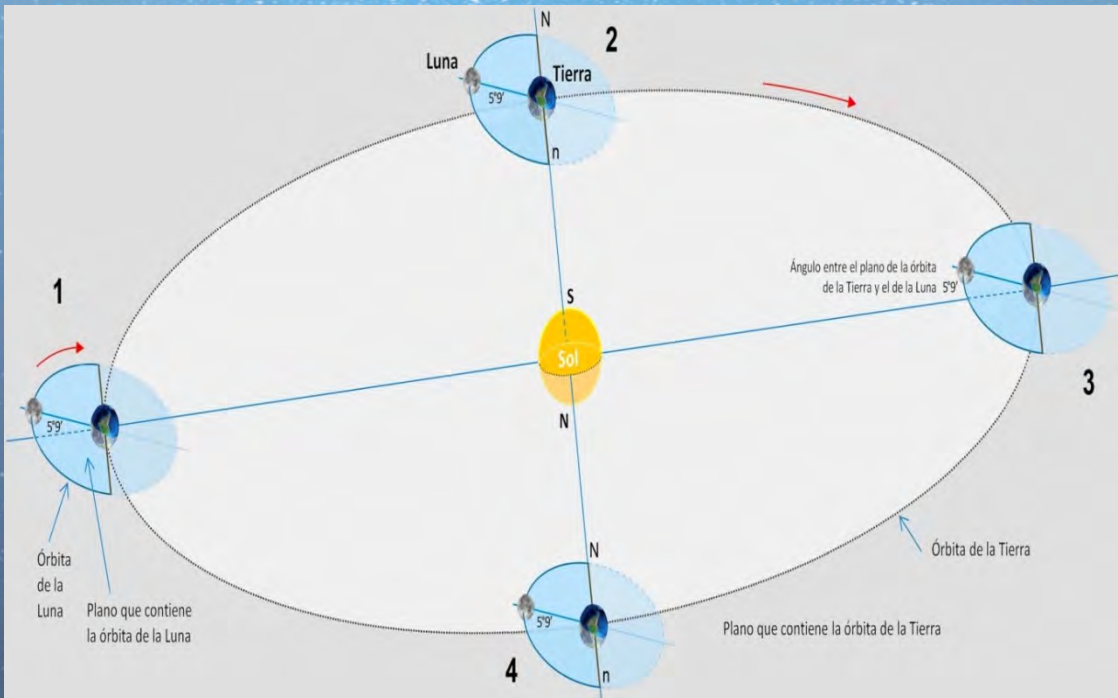 N
2
Luna
Tierra
5°9'
n
Ángulo entre el plano de la órbita
de la Tierra y el de la Luna
5°9'
1
S
Sol
3
5°9'
N
Órbita
de la
Luna
Plano que contiene
la órbita de la Luna
N
Órbita de la Tierra
5°9'
Plano que contiene la órbita de la Tierra
4
n